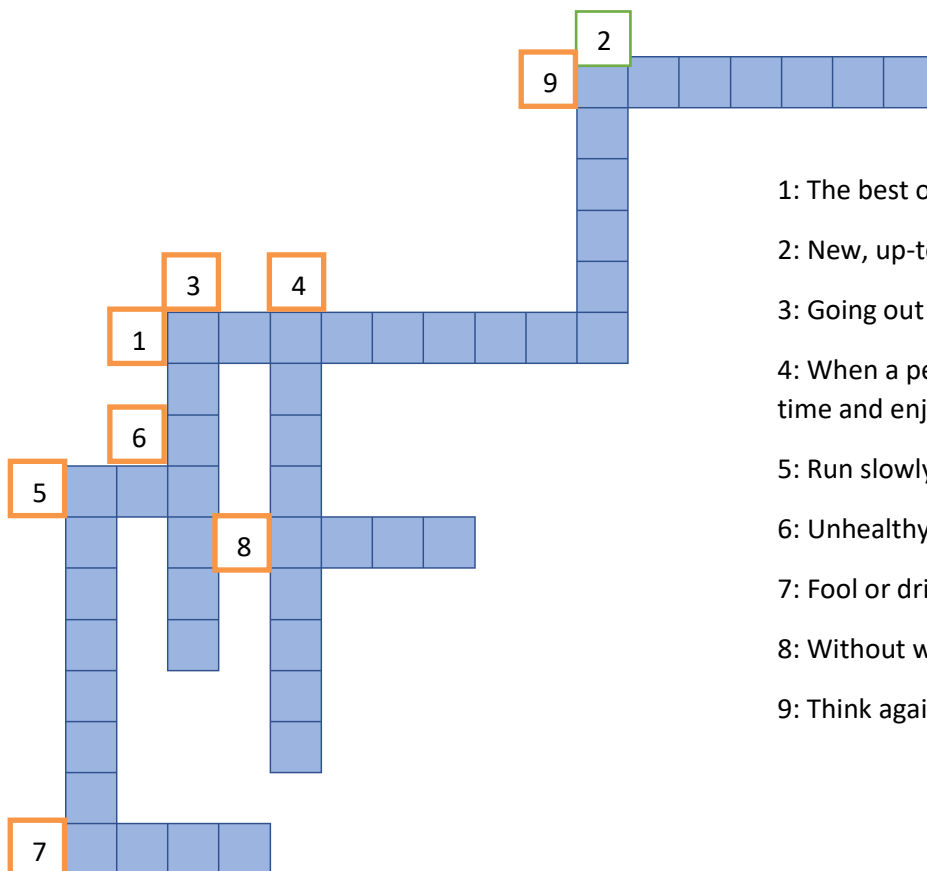 2
9
3 4
1
6
5
8
7
1: The best o
2: New, up-t
3: Going out
4: When a pe
time and enj
5: Run slowly
6: Unhealthy
7: Fool or dri
8: Without w
9: Think agai